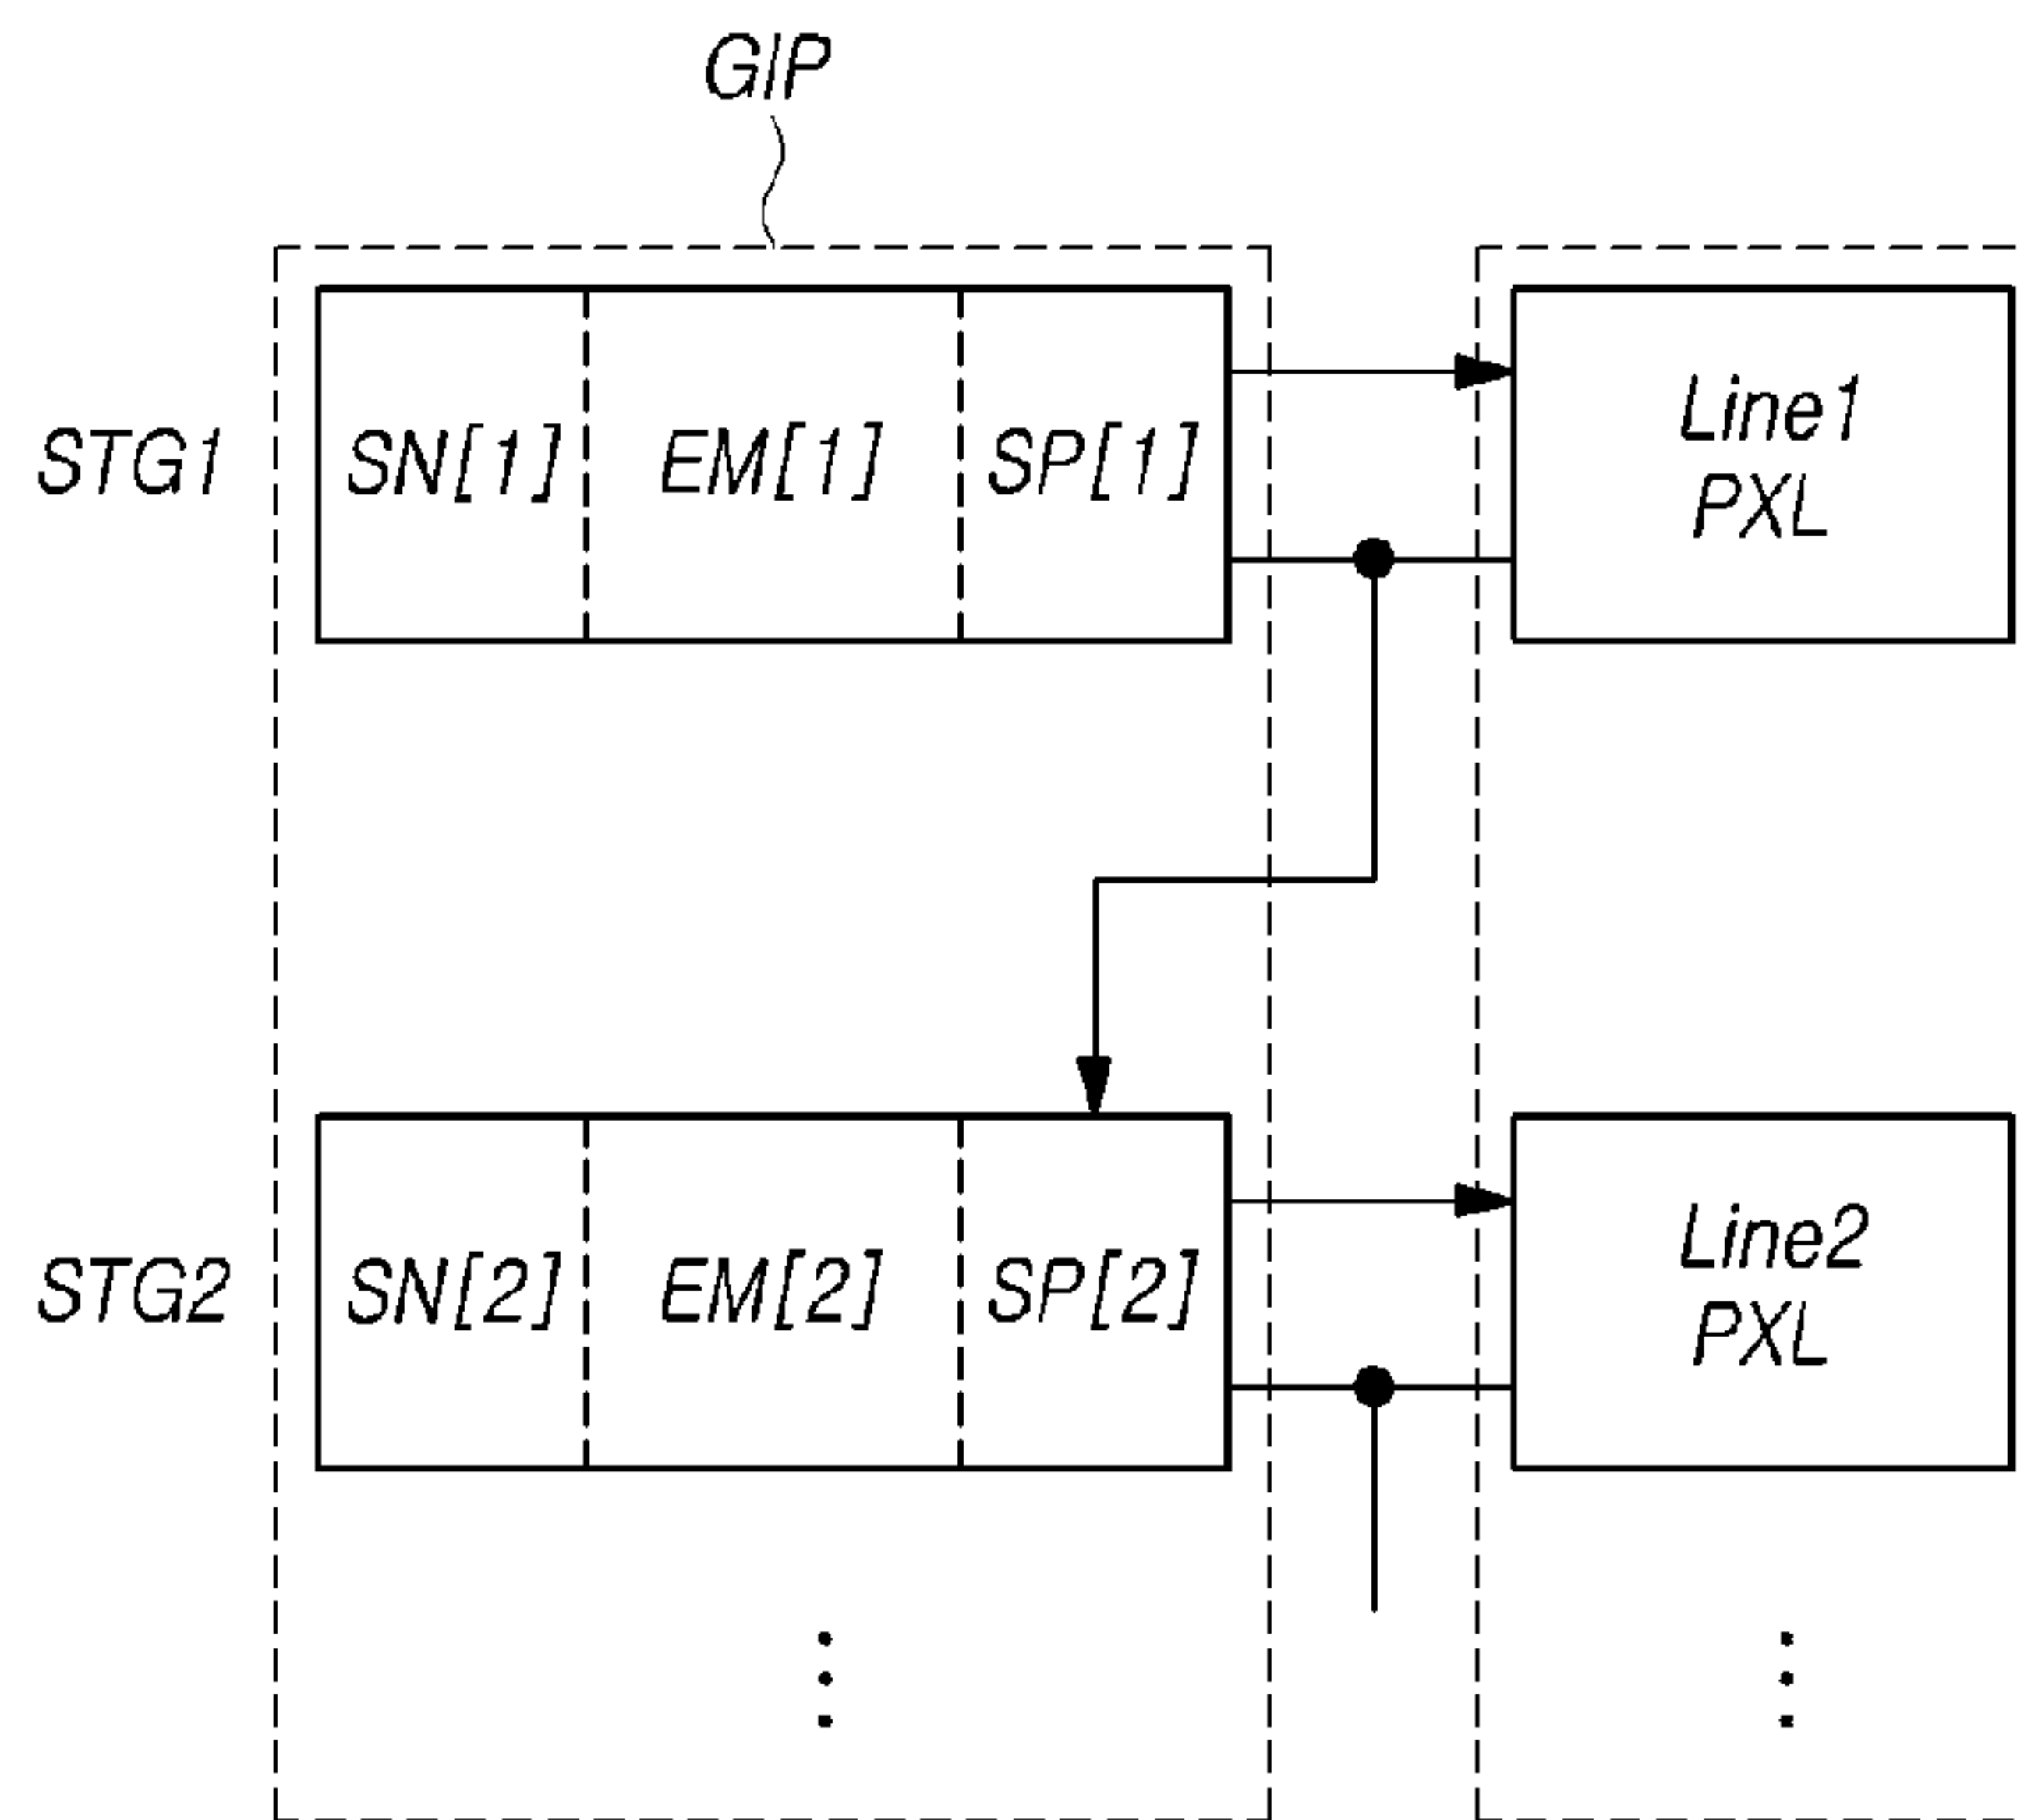 GIP
STG1
SN[1] EM[1] SP[1]
Line1
PXL
STG2
SN[2] EM[2] SP[2]
Line2
PXL